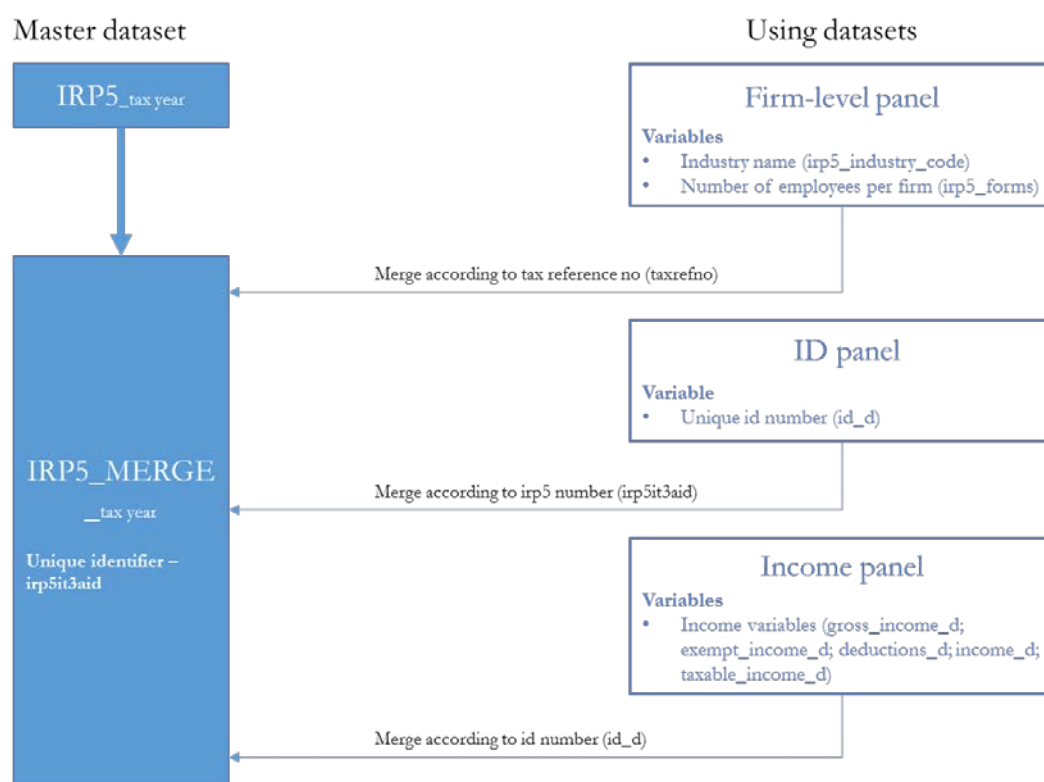 Master dataset
Using datasets
IRP5_tax year
Firm-level panel
Variables
• Industry name (irp5_industry_code)
• Number of employees per firm (irp5_forms)
Merge according to tax reference no (taxrefno)
ID panel
Variable
• Unique id number (id_d)
IRP5_MERGE
_tax year
Unique identifier –
irp5it3aid
Merge according to irp5 number (irp5it3aid)
Income panel
Variables
• Income variables (gross_income_d;
exempt_income_d; deductions_d; income_d;
taxable_income_d)
Merge according to id number (id_d)